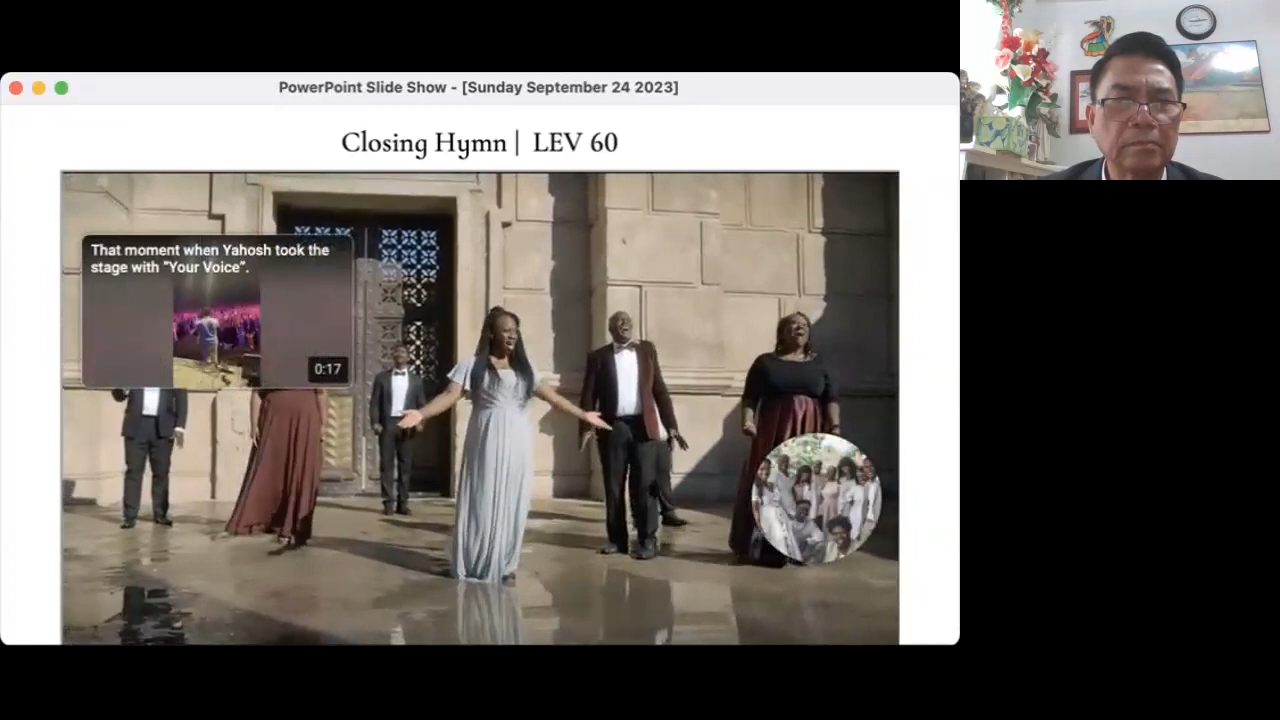 PowerPoint Slide Show - [Sunday September 24 2023]
Closing Hymn | LEV 60
That moment when Yahosh took the
stage with "Your Voice".
0:17